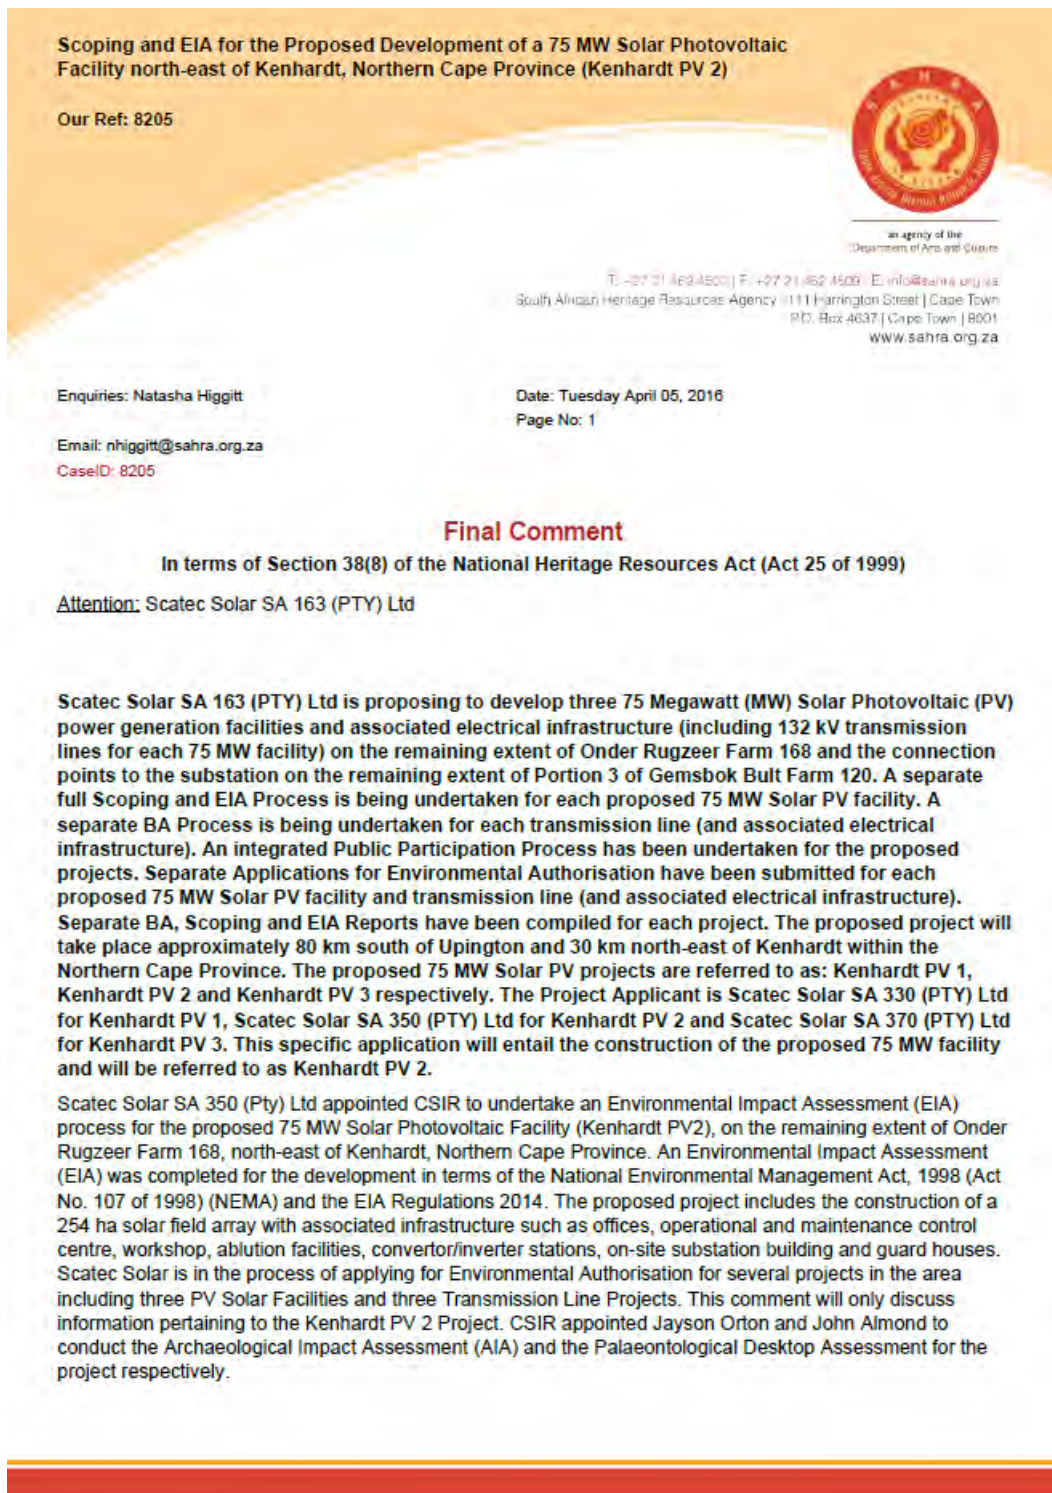 Scoping and EIA for the Proposed Development of a 75 MW Solar Photovoltaic
Facility north-east of Kenhardt, Northern Cape Province (Kenhardt PV 2)
Our Ref: 8205
SAHRA
an agency of the
Department of Arts and Culture
T: +27 21 462 4502 | F: +27 21 462 4509 | E: info@sahra.org.za
South African Heritage Resources Agency | 111 Harrington Street | Cape Town
P.O. Box 4637 | Cape Town | 8001
www.sahra.org.za
Enquiries: Natasha Higgitt
Date: Tuesday April 05, 2016
Page No: 1
Email: nhiggitt@sahra.org.za
CaseID: 8205
Final Comment
In terms of Section 38(8) of the National Heritage Resources Act (Act 25 of 1999)
Attention: Scatec Solar SA 163 (PTY) Ltd
Scatec Solar SA 163 (PTY) Ltd is proposing to develop three 75 Megawatt (MW) Solar Photovoltaic (PV)
power generation facilities and associated electrical infrastructure (including 132 kV transmission
lines for each 75 MW facility) on the remaining extent of Onder Rugzeer Farm 168 and the connection
points to the substation on the remaining extent of Portion 3 of Gemsbok Bult Farm 120. A separate
full Scoping and EIA Process is being undertaken for each proposed 75 MW Solar PV facility. A
separate BA Process is being undertaken for each transmission line (and associated electrical
infrastructure). An integrated Public Participation Process has been undertaken for the proposed
projects. Separate Applications for Environmental Authorisation have been submitted for each
proposed 75 MW Solar PV facility and transmission line (and associated electrical infrastructure).
Separate BA, Scoping and EIA Reports have been compiled for each project. The proposed project will
take place approximately 80 km south of Upington and 30 km north-east of Kenhardt within the
Northern Cape Province. The proposed 75 MW Solar PV projects are referred to as: Kenhardt PV 1,
Kenhardt PV 2 and Kenhardt PV 3 respectively. The Project Applicant is Scatec Solar SA 330 (PTY) Ltd
for Kenhardt PV 1, Scatec Solar SA 350 (PTY) Ltd for Kenhardt PV 2 and Scatec Solar SA 370 (PTY) Ltd
for Kenhardt PV 3. This specific application will entail the construction of the proposed 75 MW facility
and will be referred to as Kenhardt PV 2.
Scatec Solar SA 350 (Pty) Ltd appointed CSIR to undertake an Environmental Impact Assessment (EIA)
process for the proposed 75 MW Solar Photovoltaic Facility (Kenhardt PV2), on the remaining extent of Onder
Rugzeer Farm 168, north-east of Kenhardt, Northern Cape Province. An Environmental Impact Assessment
(EIA) was completed for the development in terms of the National Environmental Management Act, 1998 (Act
No. 107 of 1998) (NEMA) and the EIA Regulations 2014. The proposed project includes the construction of a
254 ha solar field array with associated infrastructure such as offices, operational and maintenance control
centre, workshop, ablution facilities, convertor/inverter stations, on-site substation building and guard houses.
Scatec Solar is in the process of applying for Environmental Authorisation for several projects in the area
including three PV Solar Facilities and three Transmission Line Projects. This comment will only discuss
information pertaining to the Kenhardt PV 2 Project. CSIR appointed Jayson Orton and John Almond to
conduct the Archaeological Impact Assessment (AIA) and the Palaeontological Desktop Assessment for the
project respectively.